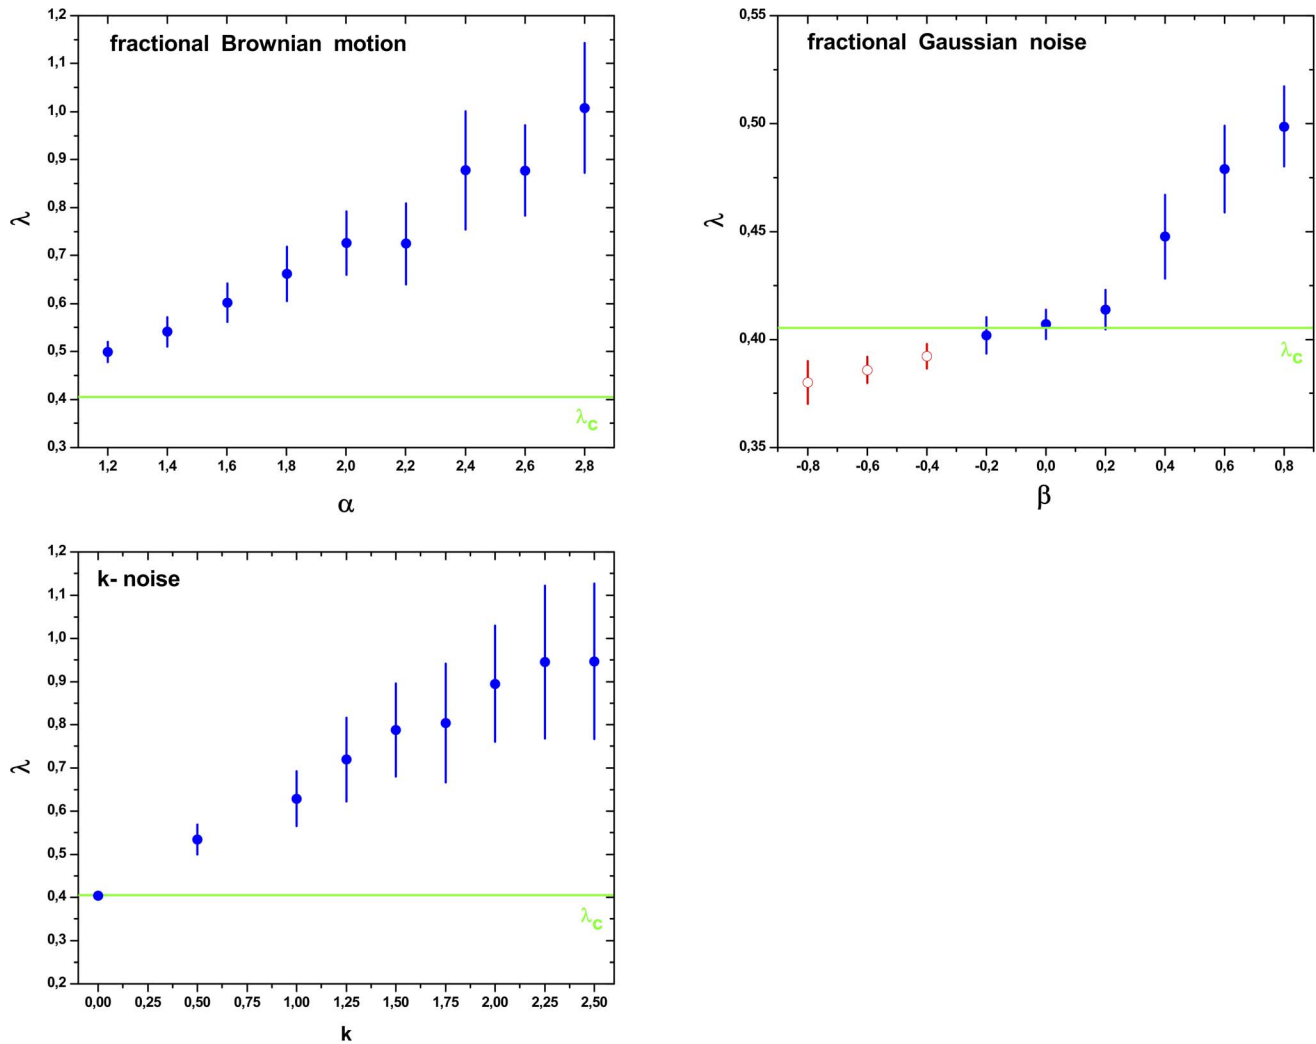 fractional Brownian motion
1,2
1,1
1,0
0,9
0,8
0,7
0,6
0,5
0,4
0,3
λ
λc
1,2 1,4 1,6 1,8 2,0 2,2 2,4 2,6 2,8
α
fractional Gaussian noise
0,55
0,50
0,45
0,40
0,35
λ
λc
-0,8 -0,6 -0,4 -0,2 0,0 0,2 0,4 0,6 0,8
β
k- noise
1,2
1,1
1,0
0,9
0,8
0,7
0,6
0,5
0,4
0,3
0,2
λ
λc
0,00 0,25 0,50 0,75 1,00 1,25 1,50 1,75 2,00 2,25 2,50
k